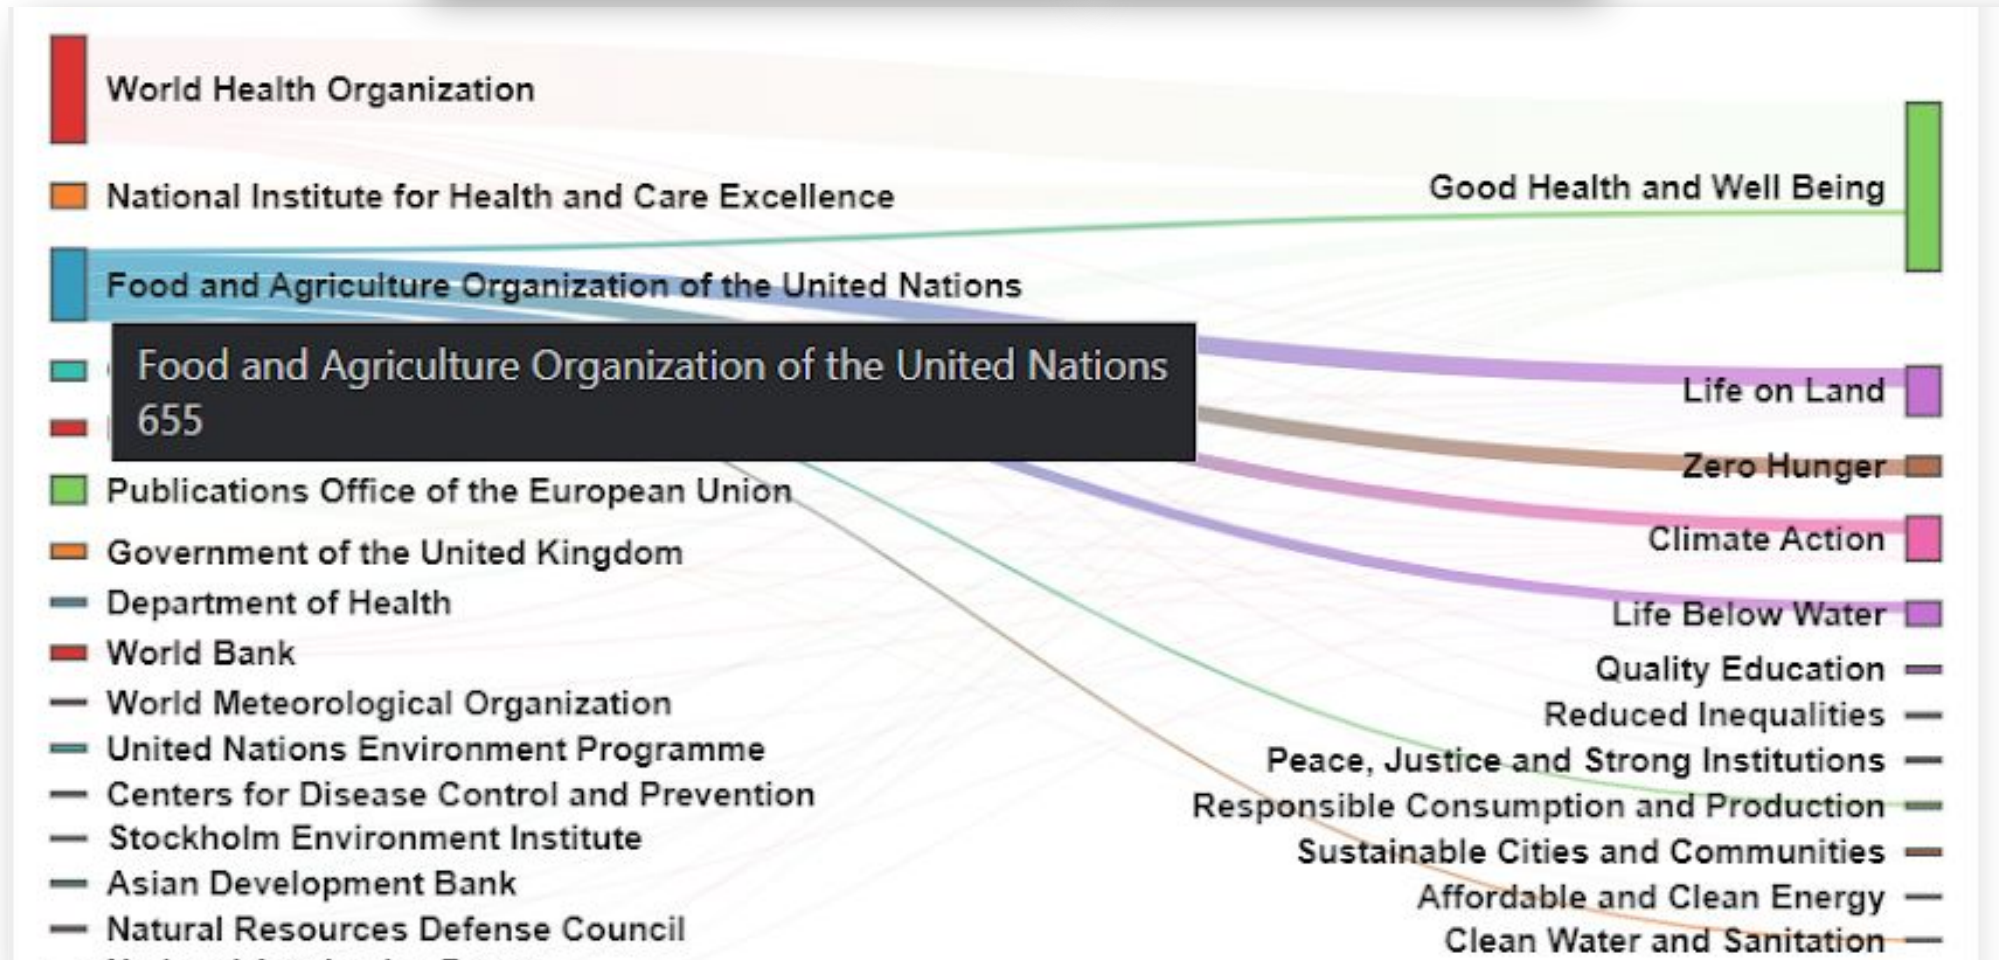 World Health Organization
National Institute for Health and Care Excellence
Good Health and Well Being
Food and Agriculture Organization of the United Nations
Food and Agriculture Organization of the United Nations
655
Life on Land
Zero Hunger
Publications Office of the European Union
Climate Action
Government of the United Kingdom
Department of Health
Life Below Water
World Bank
Quality Education
World Meteorological Organization
Reduced Inequalities
United Nations Environment Programme
Peace, Justice and Strong Institutions
Centers for Disease Control and Prevention
Responsible Consumption and Production
Stockholm Environment Institute
Sustainable Cities and Communities
Asian Development Bank
Affordable and Clean Energy
Natural Resources Defense Council
Clean Water and Sanitation